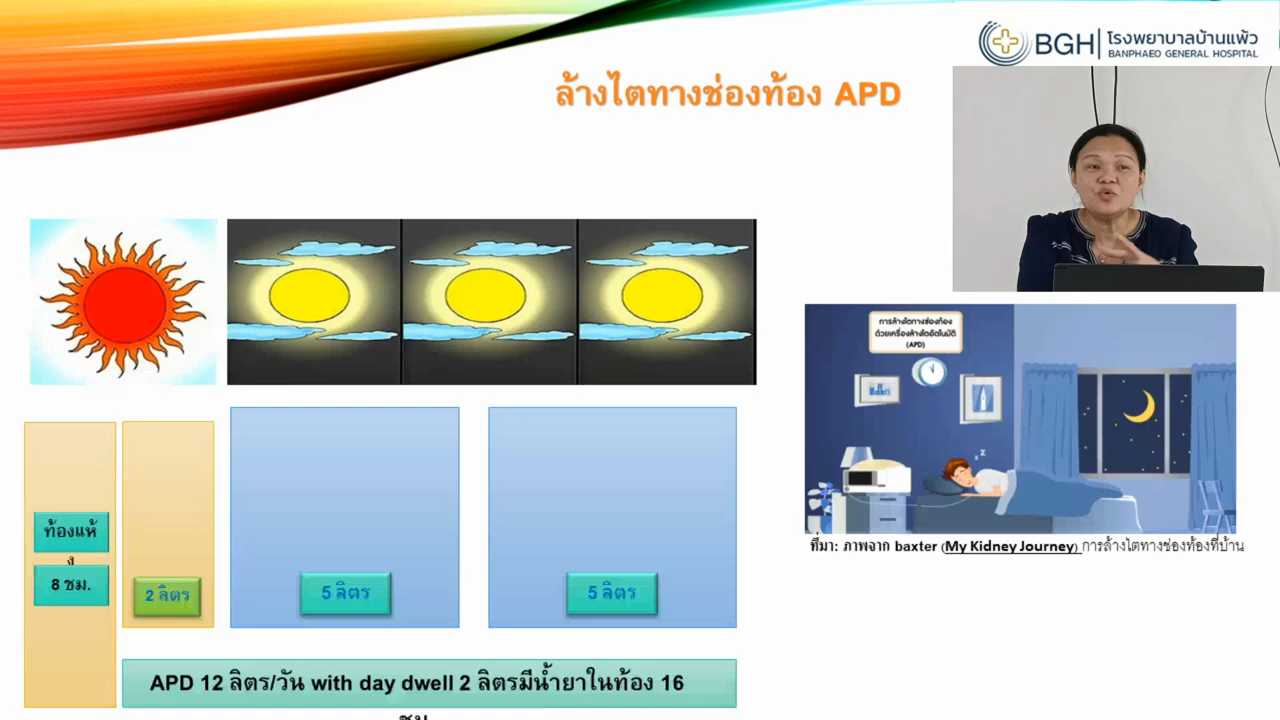 BGH
โรงพยาบาลบ้านแพ้ว
BANPHAEO GENERAL HOSPITAL
ล้างไตทางช่องท้อง APD
การล้างไตทางช่องท้อง
ด้วยเครื่องล้างไตอัตโนมัติ
(APD)
ที่มา: ภาพจาก baxter (My Kidney Journey) การล้างไตทางช่องท้องที่บ้าน
ท้องแห้
ง
8 ชม.
2 ลิตร
5 ลิตร
5 ลิตร
APD 12 ลิตร/วัน with day dwell 2 ลิตรมีน้ำยาในท้อง 16
ชม